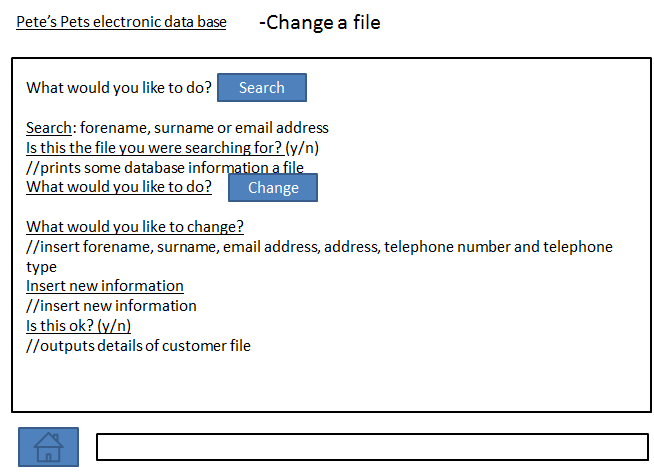 Pete's Pets electronic data base -Change a file
What would you like to do? Search
Search: forename, surname or email address
Is this the file you were searching for? (y/n)
//prints some database information a file
What would you like to do? Change
What would you like to change?
//insert forename, surname, email address, address, telephone number and telephone
type
Insert new information
//insert new information
Is this ok? (y/n)
//outputs details of customer file